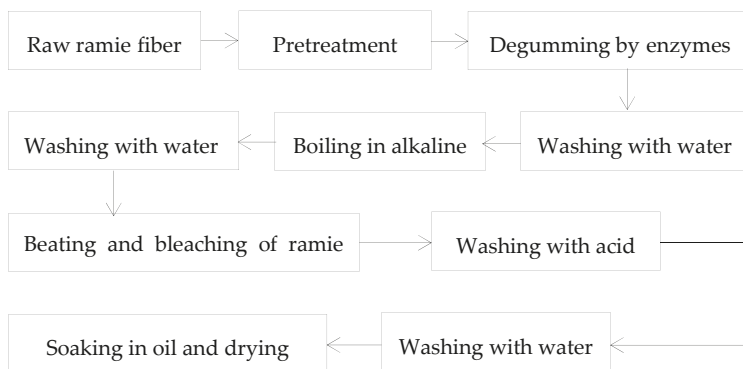 Raw ramie fiber
Pretreatment
Degumming by enzymes
Washing with water
Boiling in alkaline
Washing with water
Beating and bleaching of ramie
Washing with acid
Washing with water
Soaking in oil and drying